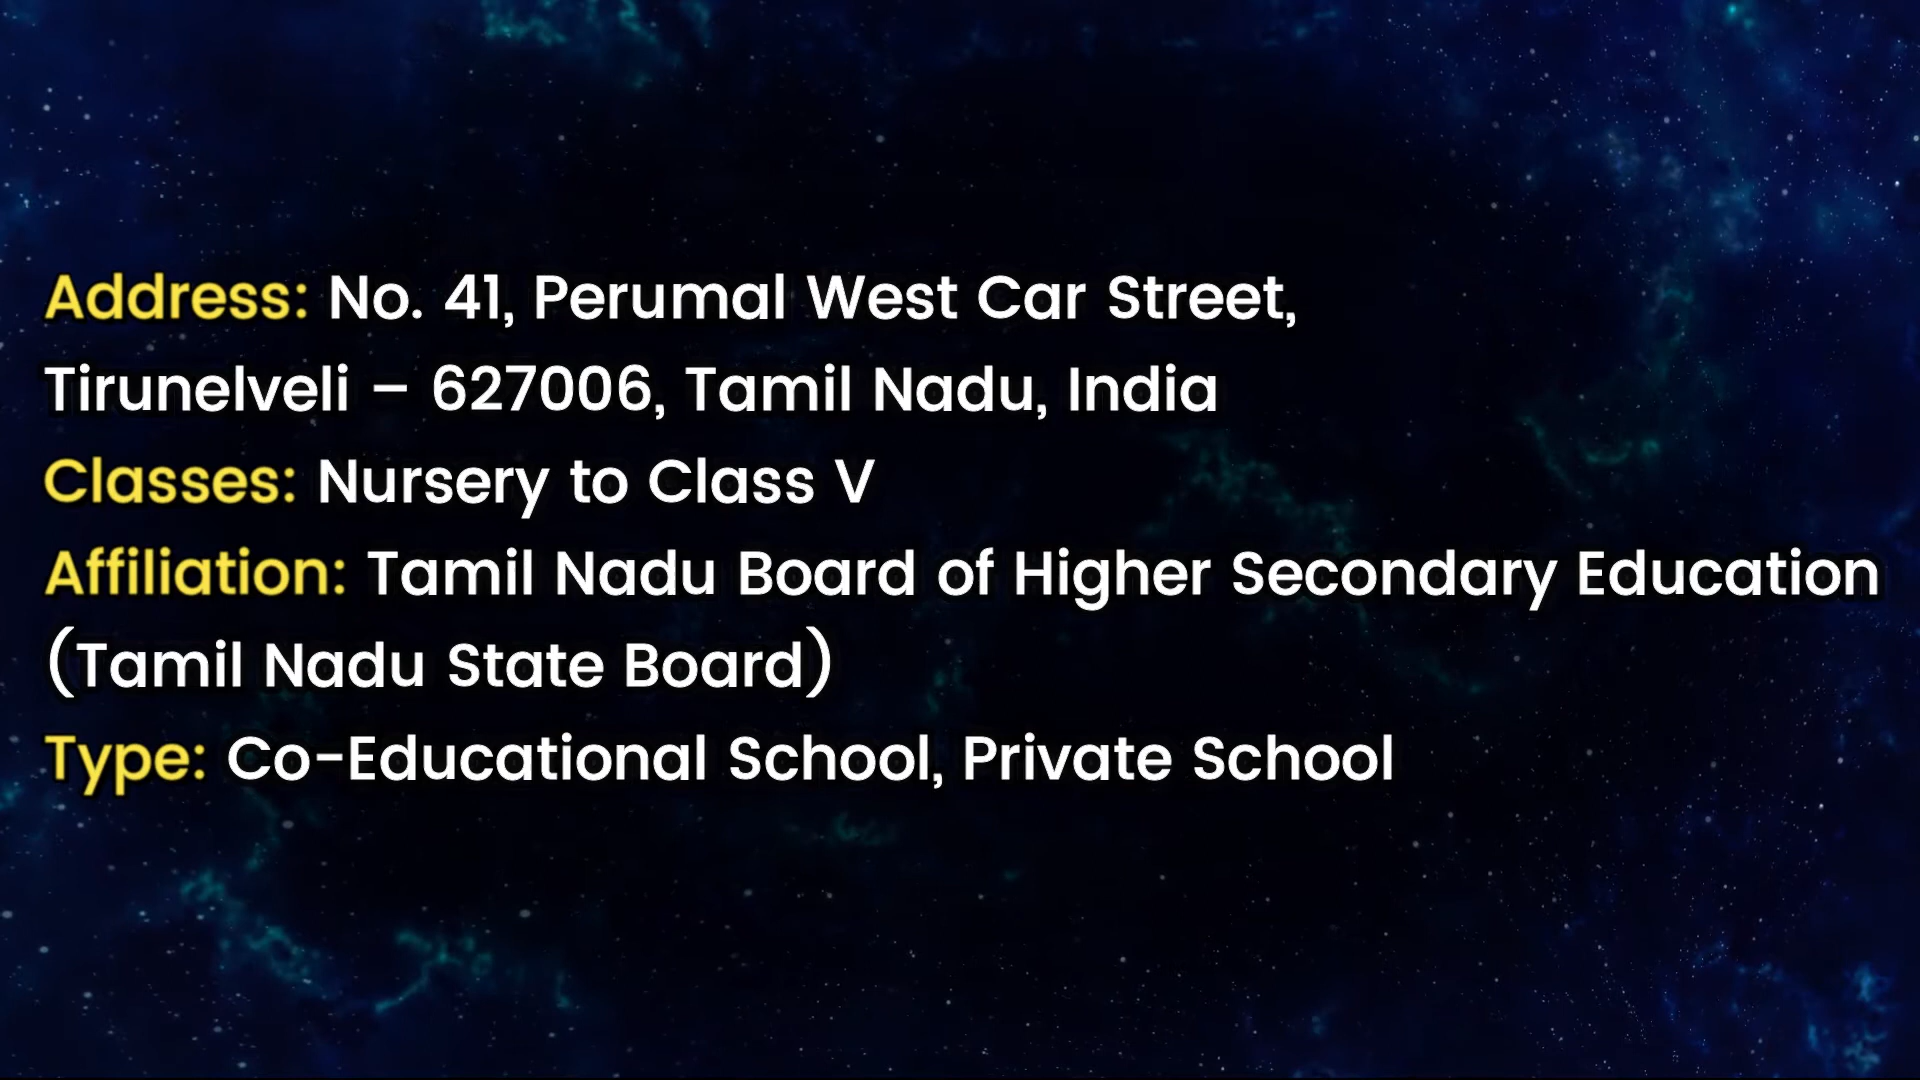 Address: No. 41, Perumal West Car Street,
Tirunelveli – 627006, Tamil Nadu, India
Classes: Nursery to Class V
Affiliation: Tamil Nadu Board of Higher Secondary Education
(Tamil Nadu State Board)
Type: Co-Educational School, Private School